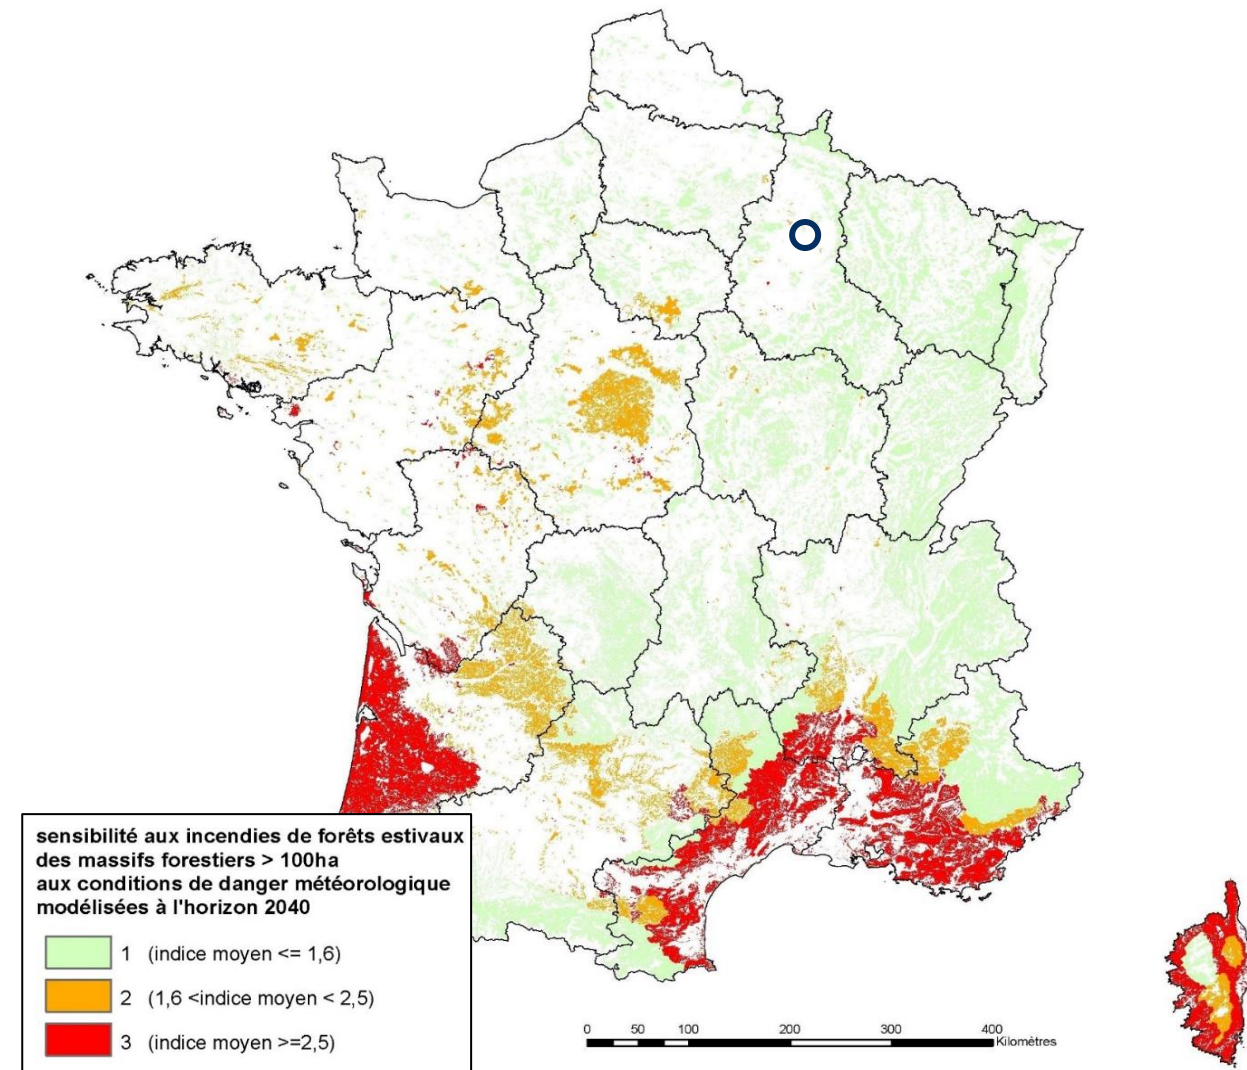 sensibilité aux incendies de forêts estivaux
des massifs forestiers > 100ha
aux conditions de danger météorologique
modélisées à l'horizon 2040
1 (indice moyen <= 1,6)
2 (1,6 <indice moyen < 2,5)
3 (indice moyen >=2,5)
0 50 100 200 300 400
Kilomètres